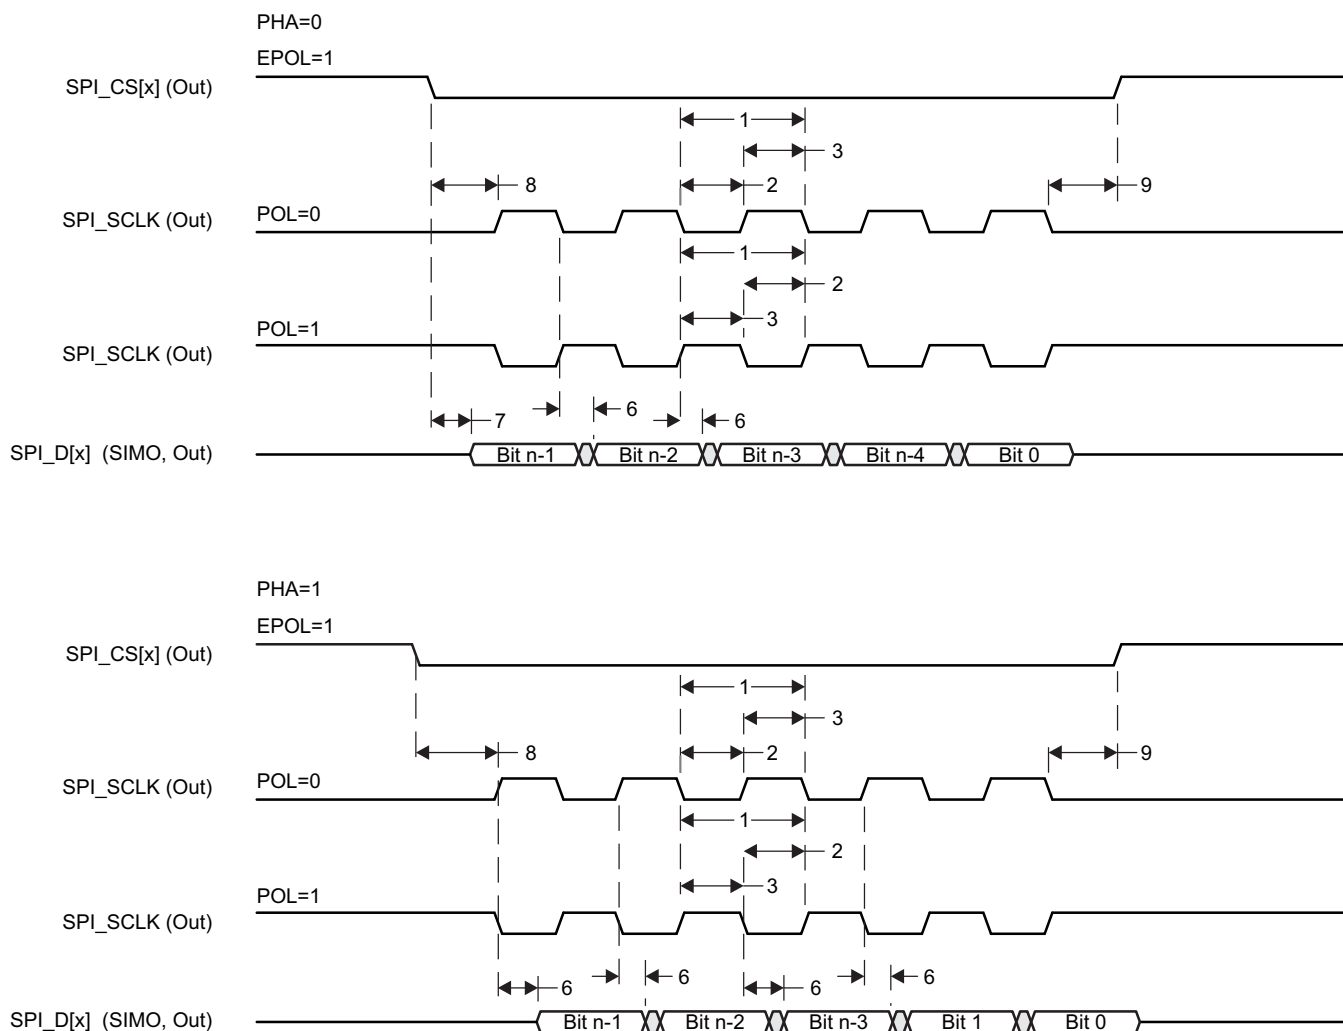 PHA=0
EPOL=1
SPI_CS[x] (Out)
1
3
8
2
9
POL=0
SPI_SCLK (Out)
1
2
3
POL=1
SPI_SCLK (Out)
7
6
6
SPI_D[x] (SIMO, Out)
Bit n-1 Bit n-2 Bit n-3 Bit n-4 Bit 0
PHA=1
EPOL=1
SPI_CS[x] (Out)
1
3
8
2
9
POL=0
SPI_SCLK (Out)
1
2
3
POL=1
SPI_SCLK (Out)
6
6
6
6
SPI_D[x] (SIMO, Out)
Bit n-1 Bit n-2 Bit n-3 Bit 1 Bit 0